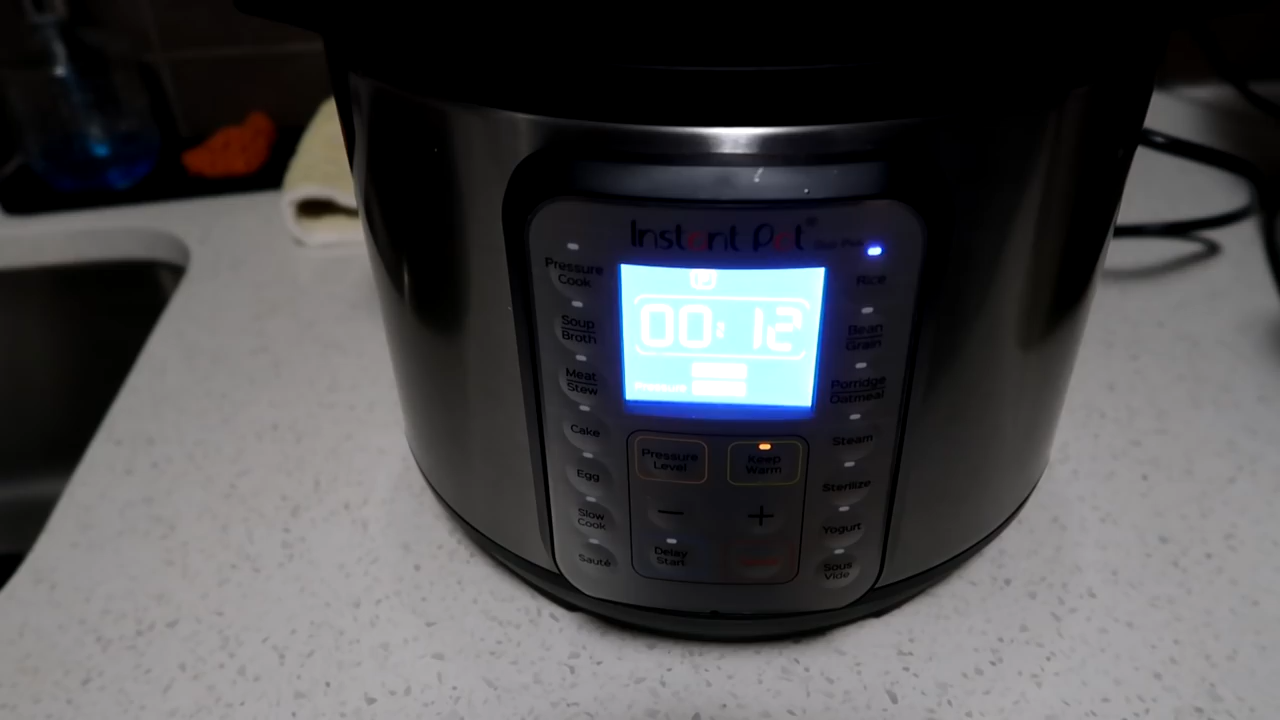 Instant Pot
Pressure
Cook
Soup
Broth
Meat
Stew
Cake
Egg
Slow
Cook
Sauté
00:12
Pressure
Pressure
Level
Keep
Warm
−
+
Delay
Start
Rice
Bean
Grain
Porridge
Oatmeal
Steam
Sterilize
Yogurt
Sous
Vide